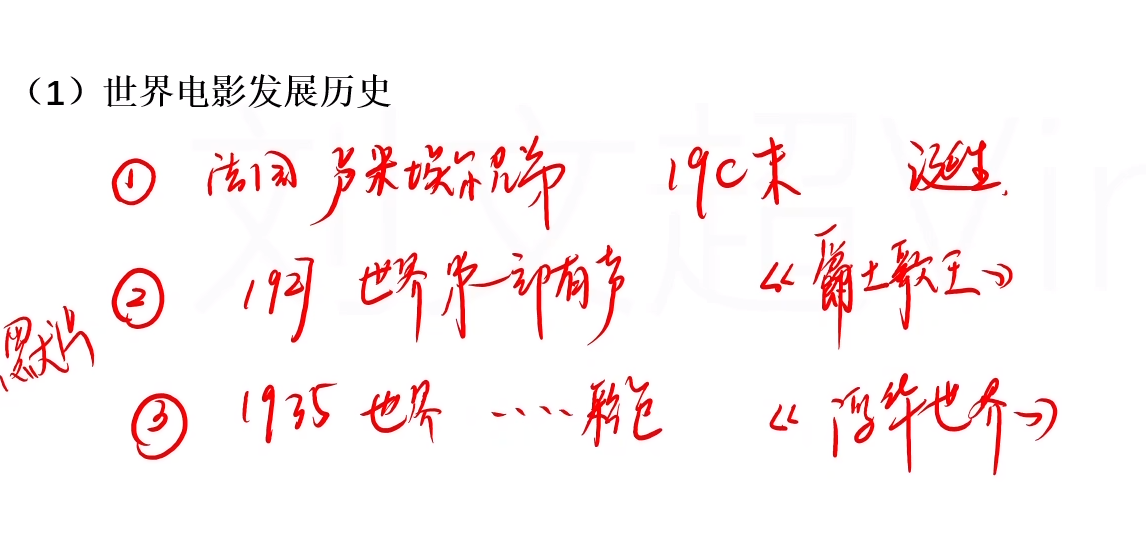 （1）世界电影发展历史
① 法国 卢米埃尔兄弟 19C末 诞生
② 1927 世界第一部有声 《爵士歌王》
默片
③ 1935 世界 ····彩色 《浮华世界》